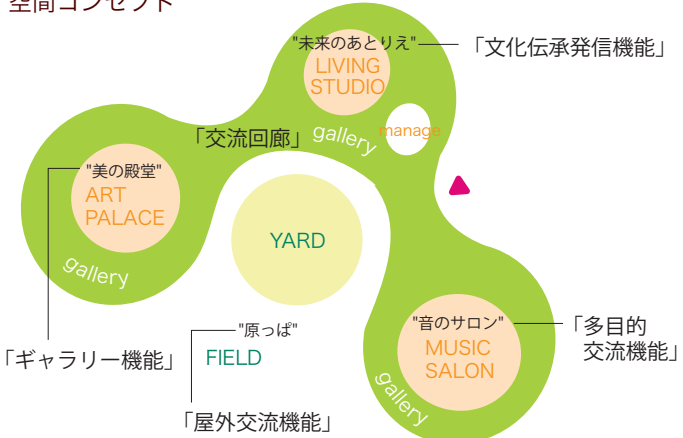 空間コンセプト
"未来のあとりえ"
LIVING
STUDIO
「文化伝承発信機能」
「交流回廊」
gallery
manage
"美の殿堂"
ART
PALACE
gallery
YARD
"原っぱ"
FIELD
"音のサロン"
MUSIC
SALON
「多目的
交流機能」
gallery
「ギャラリー機能」
「屋外交流機能」